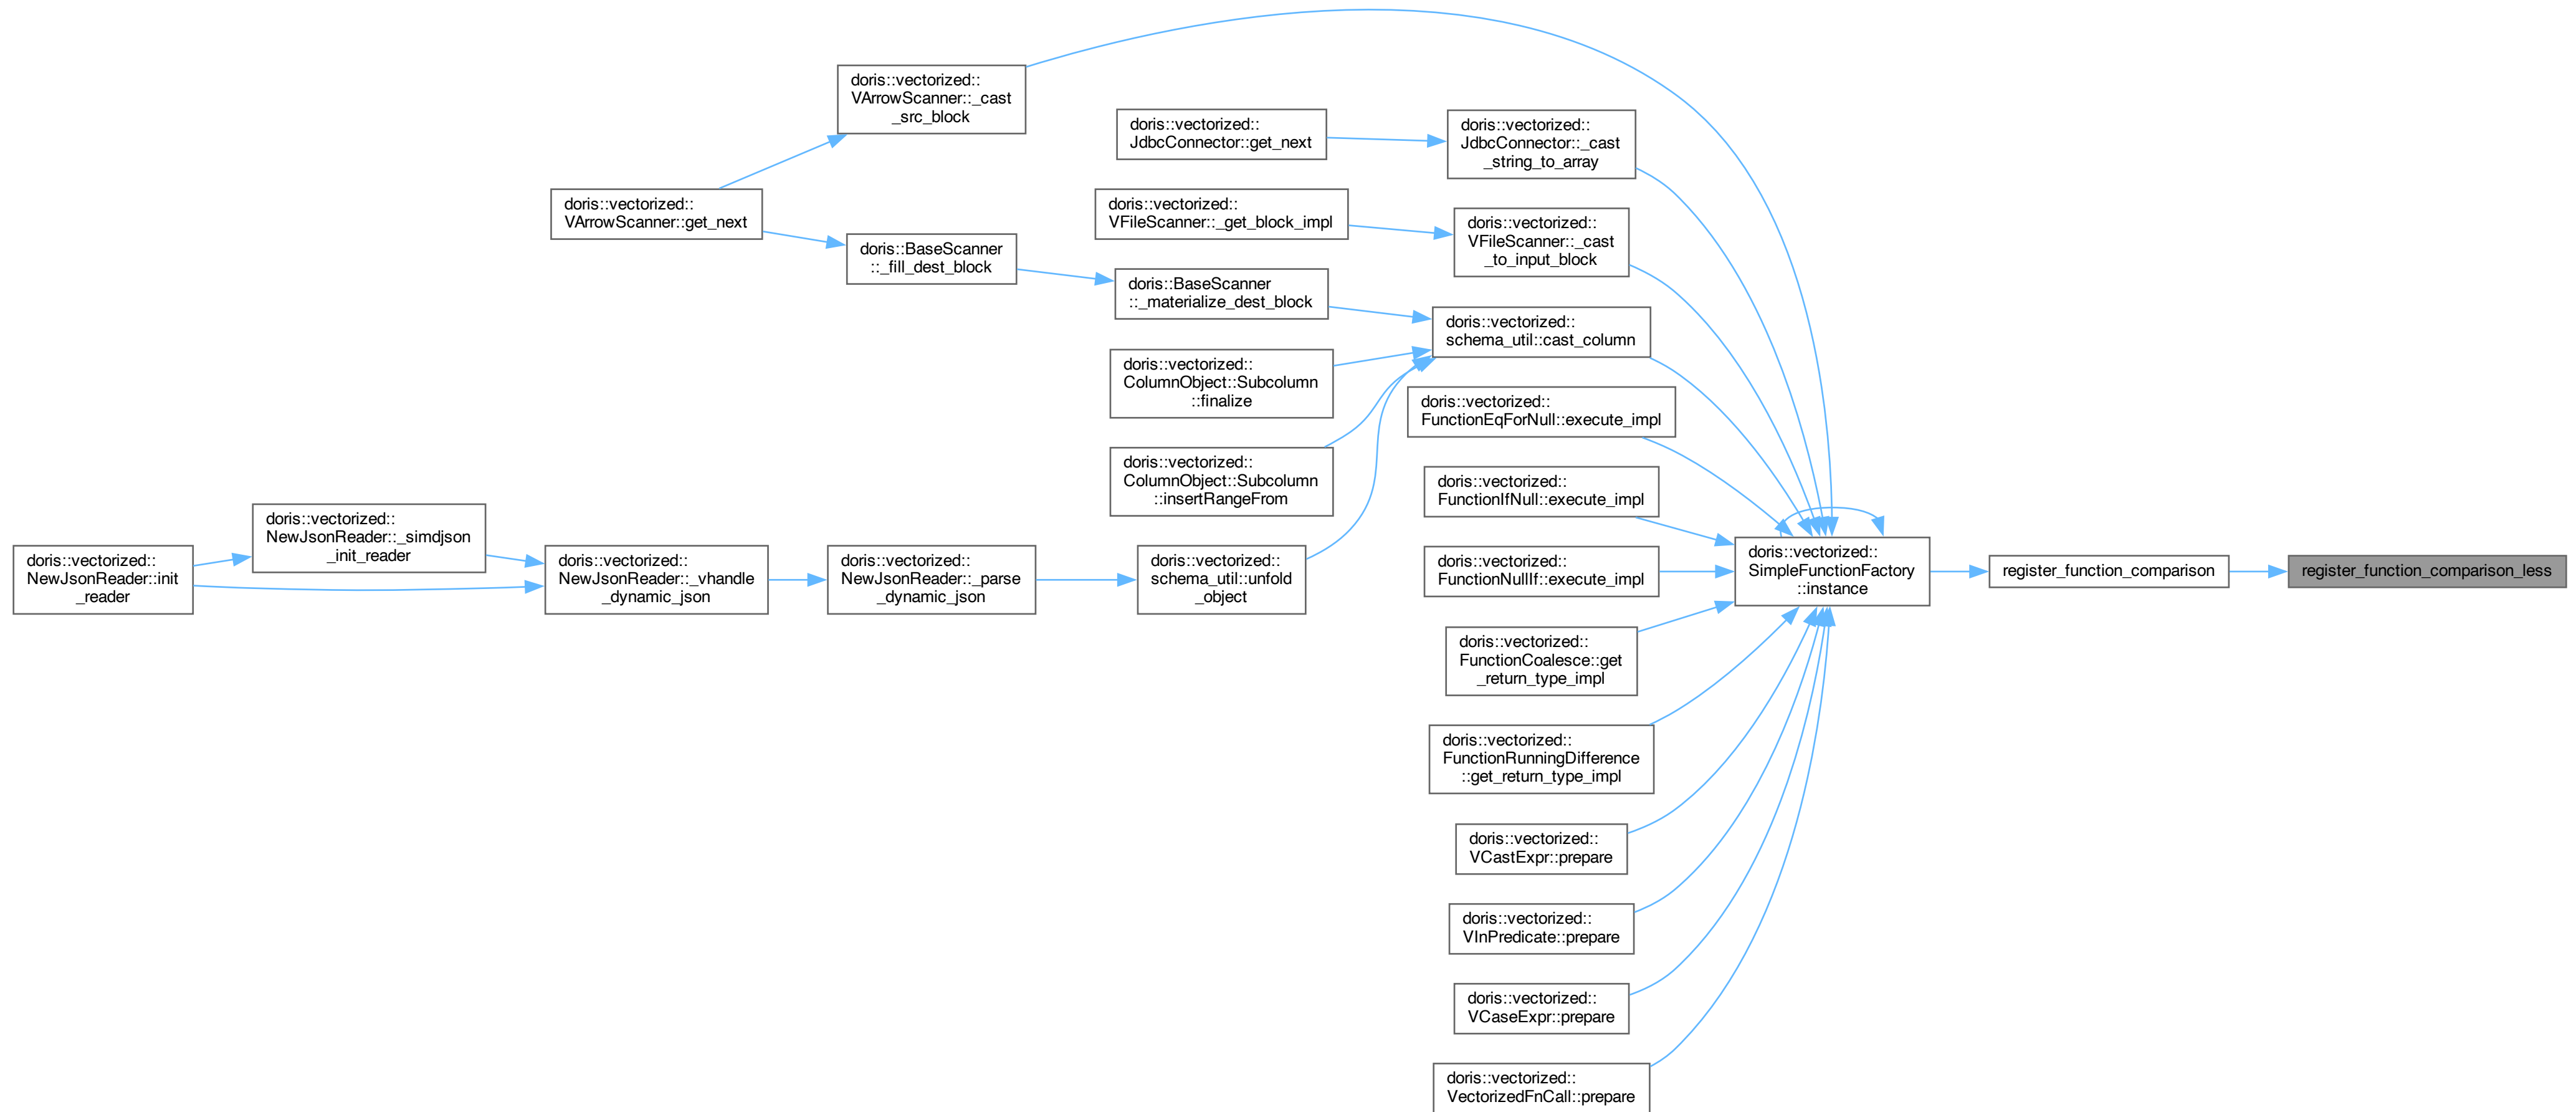 doris::vectorized::
VArrowScanner::_cast
_src_block
doris::vectorized::
JdbcConnector::get_next
doris::vectorized::
JdbcConnector::_cast
_string_to_array
doris::vectorized::
VArrowScanner::get_next
doris::vectorized::
VFileScanner::_get_block_impl
doris::vectorized::
VFileScanner::_cast
_to_input_block
doris::BaseScanner
::_fill_dest_block
doris::BaseScanner
::_materialize_dest_block
doris::vectorized::
schema_util::cast_column
doris::vectorized::
ColumnObject::Subcolumn
::finalize
doris::vectorized::
FunctionEqForNull::execute_impl
doris::vectorized::
ColumnObject::Subcolumn
::insertRangeFrom
doris::vectorized::
FunctionIfNull::execute_impl
doris::vectorized::
NewJsonReader::_simdjson
_init_reader
doris::vectorized::
NewJsonReader::init
_reader
doris::vectorized::
NewJsonReader::_vhandle
_dynamic_json
doris::vectorized::
NewJsonReader::_parse
_dynamic_json
doris::vectorized::
schema_util::unfold
_object
doris::vectorized::
FunctionNullIf::execute_impl
doris::vectorized::
SimpleFunctionFactory
::instance
register_function_comparison
register_function_comparison_less
doris::vectorized::
FunctionCoalesce::get
_return_type_impl
doris::vectorized::
FunctionRunningDifference
::get_return_type_impl
doris::vectorized::
VCastExpr::prepare
doris::vectorized::
VInPredicate::prepare
doris::vectorized::
VCaseExpr::prepare
doris::vectorized::
VectorizedFnCall::prepare